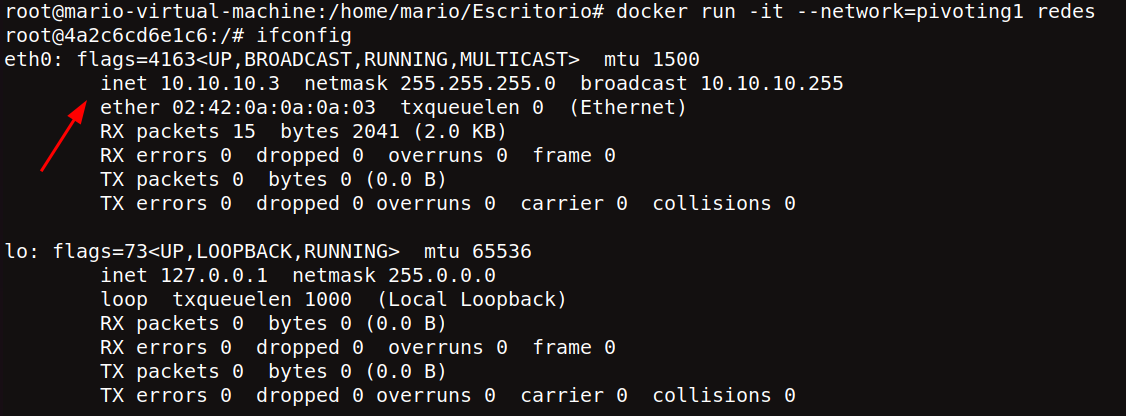 root@mario-virtual-machine:/home/mario/Escritorio# docker run -it --network=pivoting1 redes
root@4a2c6cd6e1c6:/# ifconfig
eth0: flags=4163<UP,BROADCAST,RUNNING,MULTICAST>  mtu 1500
        inet 10.10.10.3  netmask 255.255.255.0  broadcast 10.10.10.255
        ether 02:42:0a:0a:0a:03  txqueuelen 0  (Ethernet)
        RX packets 15  bytes 2041 (2.0 KB)
        RX errors 0  dropped 0  overruns 0  frame 0
        TX packets 0  bytes 0 (0.0 B)
        TX errors 0  dropped 0 overruns 0  carrier 0  collisions 0

lo: flags=73<UP,LOOPBACK,RUNNING>  mtu 65536
        inet 127.0.0.1  netmask 255.0.0.0
        loop  txqueuelen 1000  (Local Loopback)
        RX packets 0  bytes 0 (0.0 B)
        RX errors 0  dropped 0  overruns 0  frame 0
        TX packets 0  bytes 0 (0.0 B)
        TX errors 0  dropped 0 overruns 0  carrier 0  collisions 0